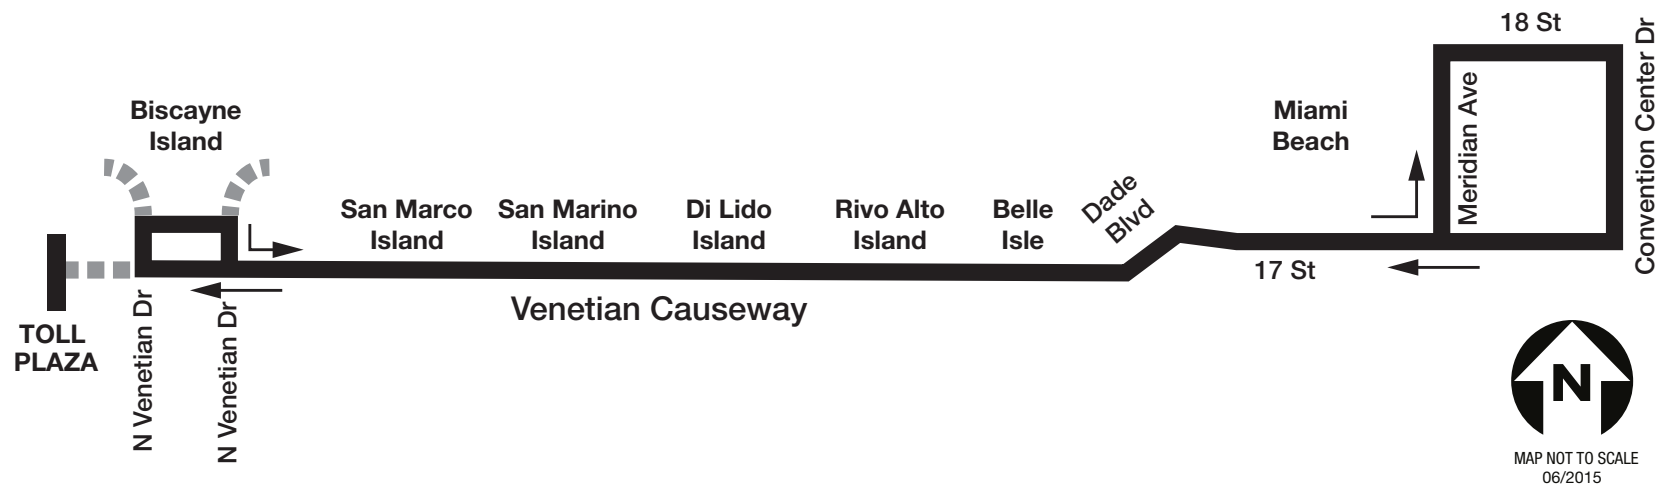 18 St
Convention Center Dr
Meridian Ave
Miami
Beach
Biscayne
Island
San Marco
Island
San Marino
Island
Di Lido
Island
Rivo Alto
Island
Belle
Isle
Dade
Blvd
17 St
Venetian Causeway
TOLL
PLAZA
N Venetian Dr
N Venetian Dr
N
MAP NOT TO SCALE
06/2015